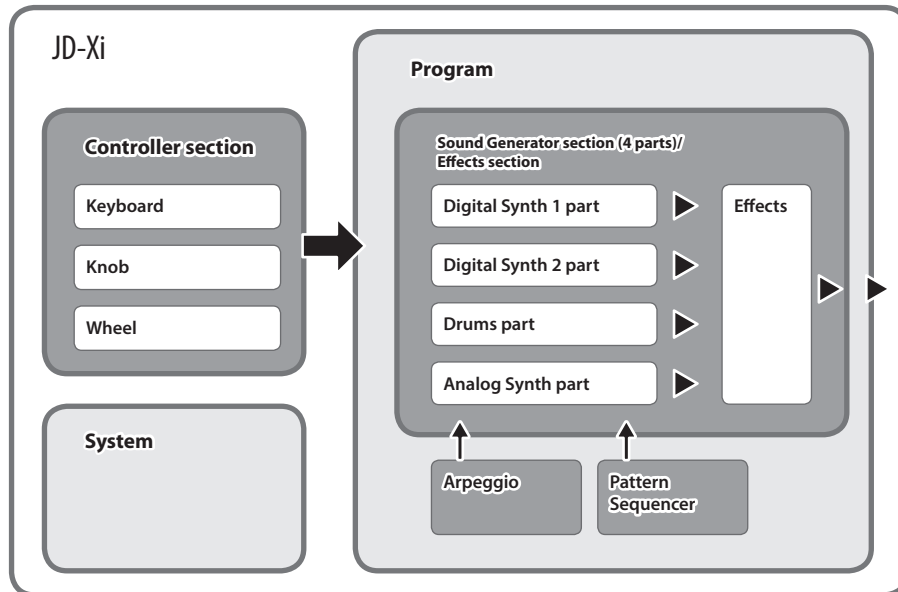 JD-Xi
Controller section
Keyboard
Knob
Wheel
System
Program
Sound Generator section (4 parts)/
Effects section
Digital Synth 1 part
Digital Synth 2 part
Drums part
Analog Synth part
Effects
Arpeggio
Pattern
Sequencer